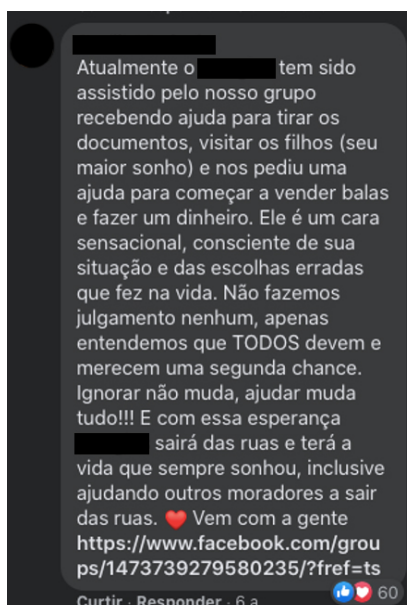 Atualmente o tem sido
assistido pelo nosso grupo
recebendo ajuda para tirar os
documentos, visitar os filhos (seu
maior sonho) e nos pediu uma
ajuda para começar a vender balas
e fazer um dinheiro. Ele é um cara
sensacional, consciente de sua
situação e das escolhas erradas
que fez na vida. Não fazemos
julgamento nenhum, apenas
entendemos que TODOS devem e
merecem uma segunda chance.
Ignorar não muda, ajudar muda
tudo!!! E com essa esperança
sairá das ruas e terá a
vida que sempre sonhou, inclusive
ajudando outros moradores a sair
das ruas. ❤️ Vem com a gente
https://www.facebook.com/grou
ps/1473739279580235/?fref=ts
60
Curtir · Responder · 6 a